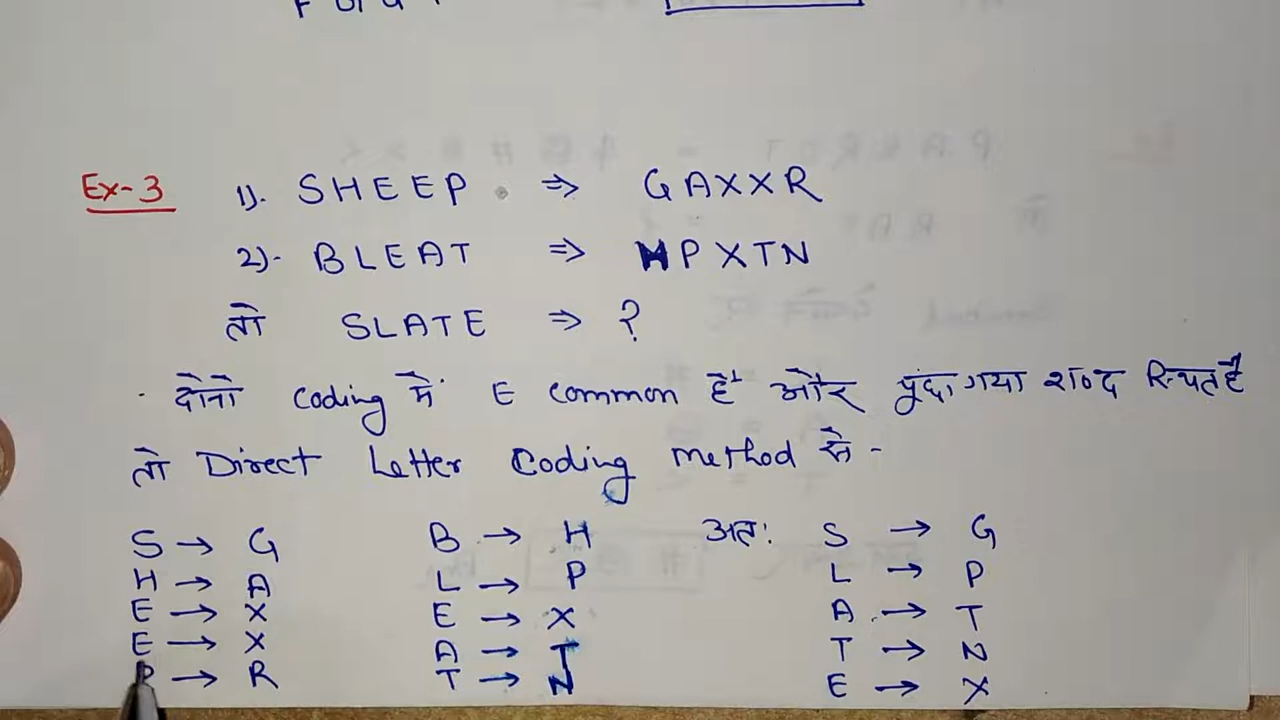 Ex-3 1). SHEEP ⇒ GAXXR
2). BLEAT ⇒ HPXTN
तो SLATE ⇒ ?
. दोनो coding में E common है और गया शब्द है
तो Direct Letter Coding method से -
S → G B → H अतः S → G
H → A L → P L → P
E → X E → X A → T
E → X A → T T → N
P → R T → N E → X